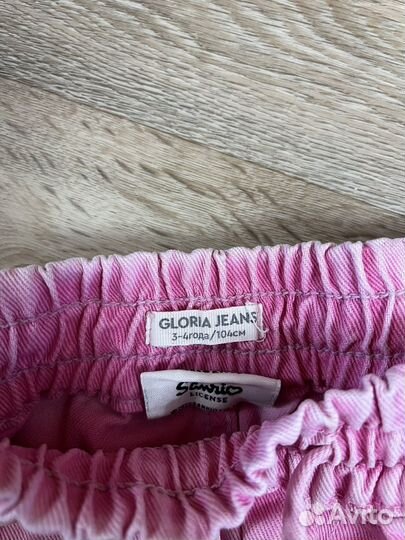 GLORIA JEANS
3-4года/104см
Sanrio
LICENSE
Avito